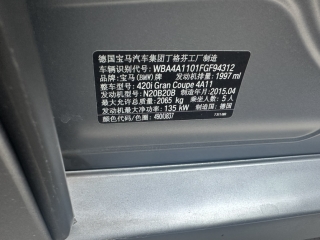 德国宝马汽车集团丁格芬工厂制造
车辆识别代号: WBA4A1101FGF94312
品牌: 宝马(BMW)牌 发动机排量: 1997 ml
整车型号: 420i Gran Coupe 4A11
发动机型号: N20B20B 制造年月: 2015.04
最大允许总质量: 2065 kg 乘坐人数: 5 人
发动机最大净功率: 135 kW 制造国: 德国
颜色代码/色圈: